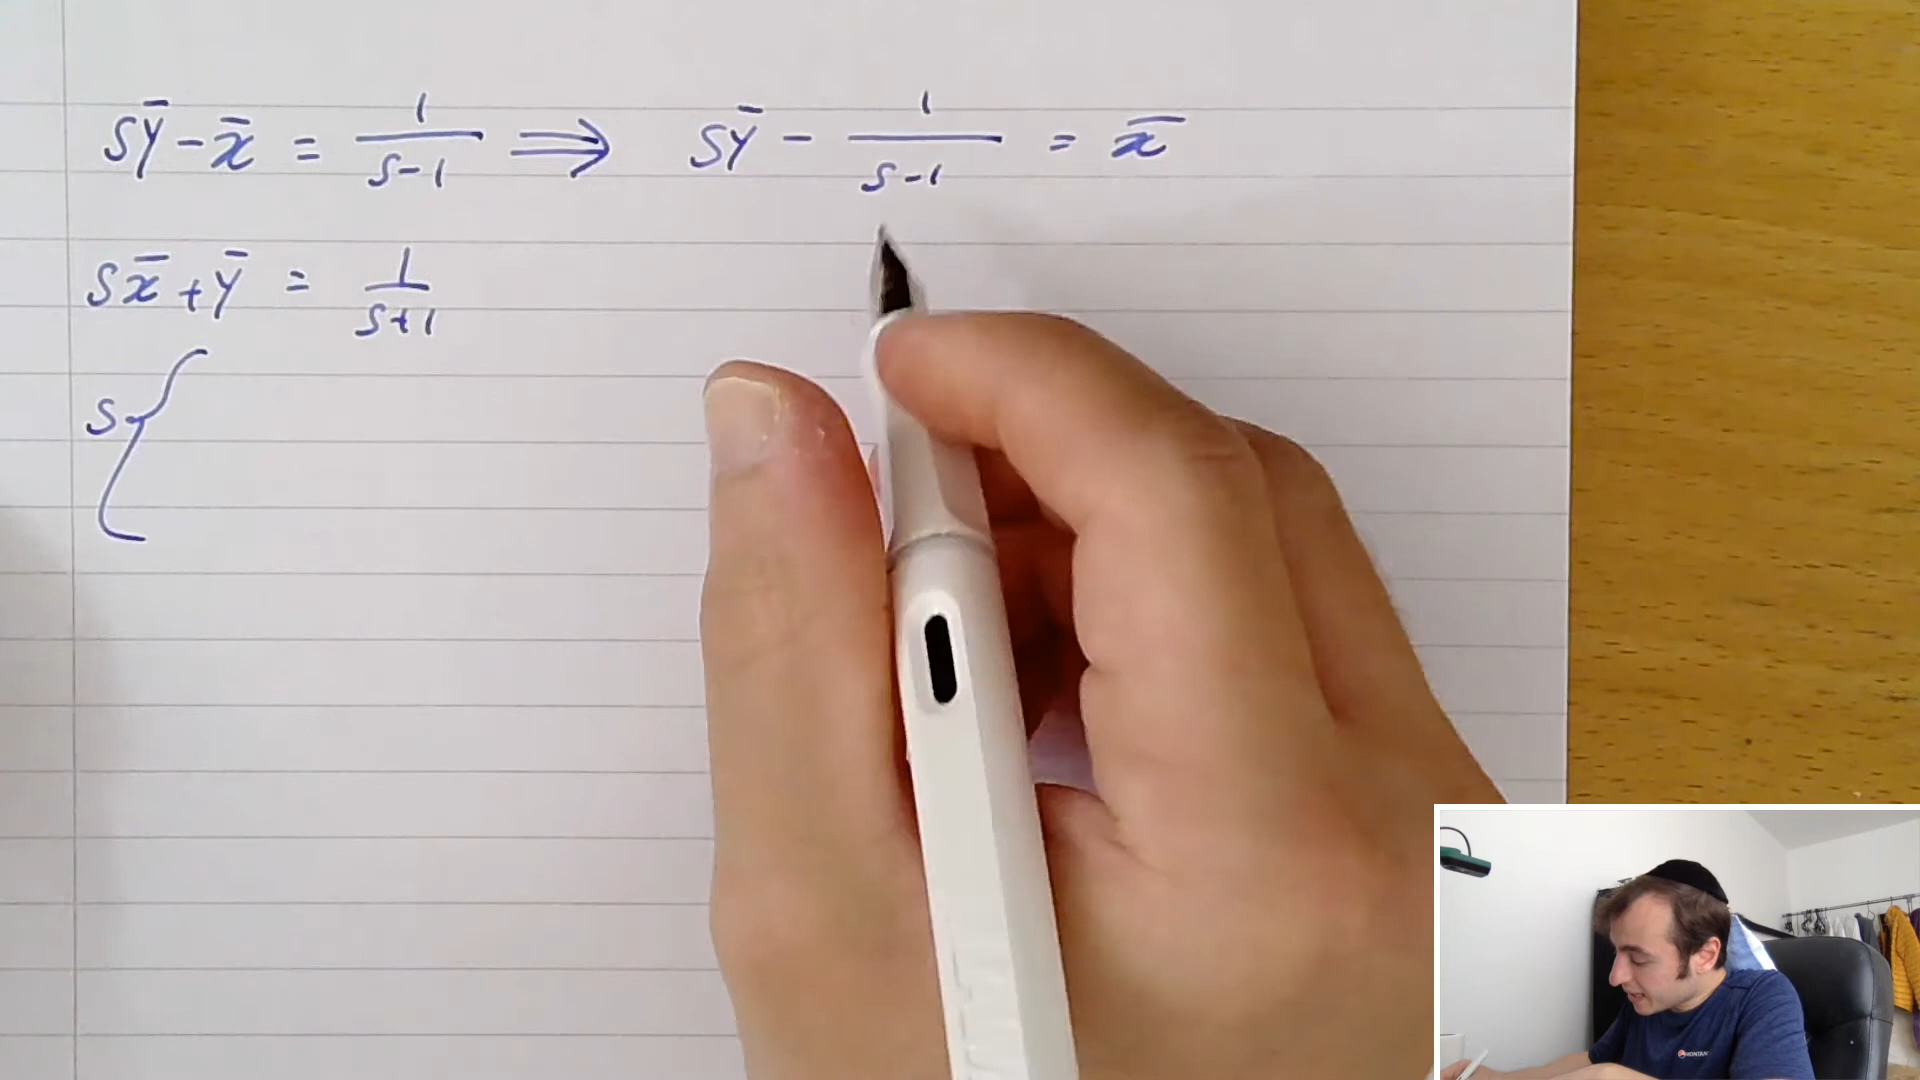 sȳ - x̄ = 1/(s-1) ⟹ sȳ - 1/(s-1) = x̄
sx̄ + ȳ = 1/(s+1)
s{